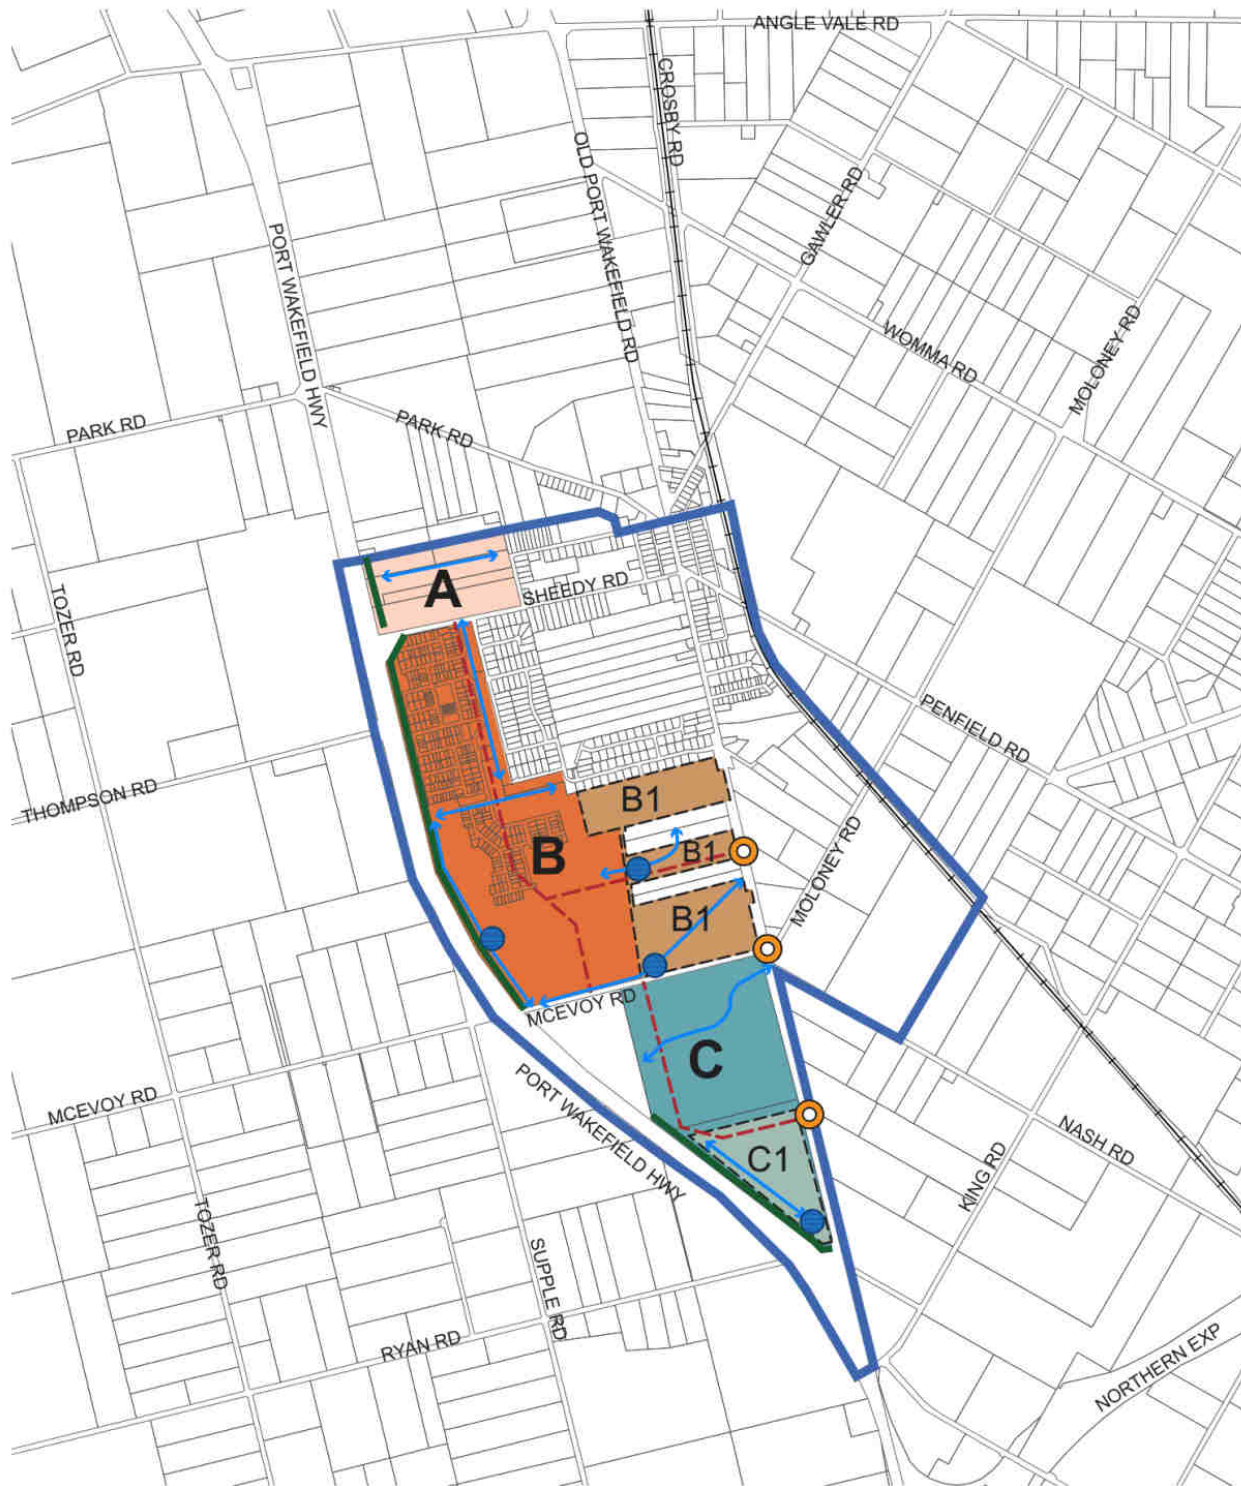 ANGLE VALE RD
CROSBY RD
OLD PORT WAKEFIELD RD
GAWLER RD
PORT WAKEFIELD HWY
WOMMA RD
MOLONEY RD
PARK RD
PARK RD
A
SHEEDY RD
TOZER RD
PENFIELD RD
THOMPSON RD
B1
B
B1
MOLONEY RD
B1
MCEVOY RD
C
MCEVOY RD
PORT WAKEFIELD HWY
C1
NASH RD
KING RD
TOZER RD
SUPPLE RD
RYAN RD
NORTHERN EXP